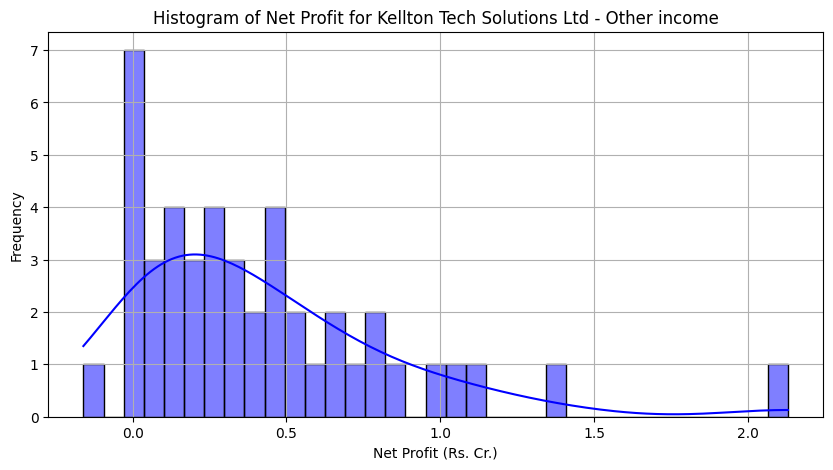 Histogram of Net Profit for Kellton Tech Solutions Ltd - Other income
7
6
5
4
3
2
1
0
Frequency
0.0 0.5 1.0 1.5 2.0
Net Profit (Rs. Cr.)